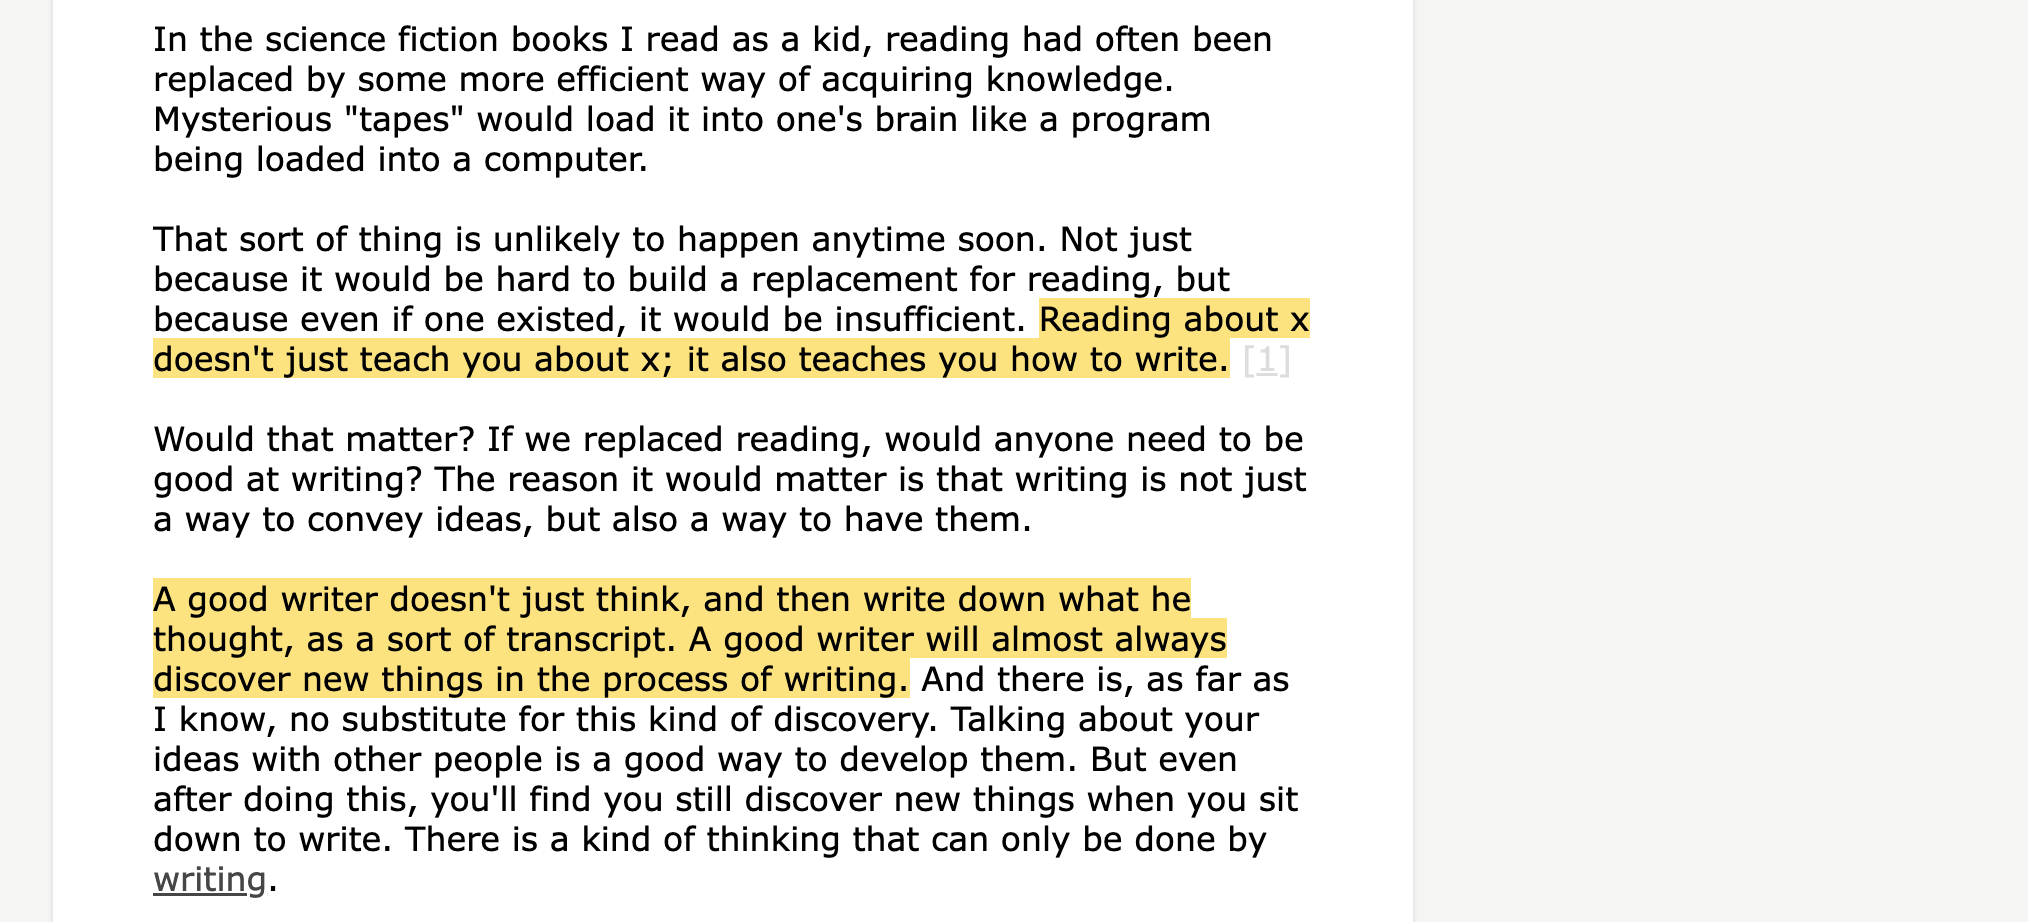 In the science fiction books I read as a kid, reading had often been
replaced by some more efficient way of acquiring knowledge.
Mysterious "tapes" would load it into one's brain like a program
being loaded into a computer.
That sort of thing is unlikely to happen anytime soon. Not just
because it would be hard to build a replacement for reading, but
because even if one existed, it would be insufficient. Reading about x
doesn't just teach you about x; it also teaches you how to write. [1]
Would that matter? If we replaced reading, would anyone need to be
good at writing? The reason it would matter is that writing is not just
a way to convey ideas, but also a way to have them.
A good writer doesn't just think, and then write down what he
thought, as a sort of transcript. A good writer will almost always
discover new things in the process of writing. And there is, as far as
I know, no substitute for this kind of discovery. Talking about your
ideas with other people is a good way to develop them. But even
after doing this, you'll find you still discover new things when you sit
down to write. There is a kind of thinking that can only be done by
writing.